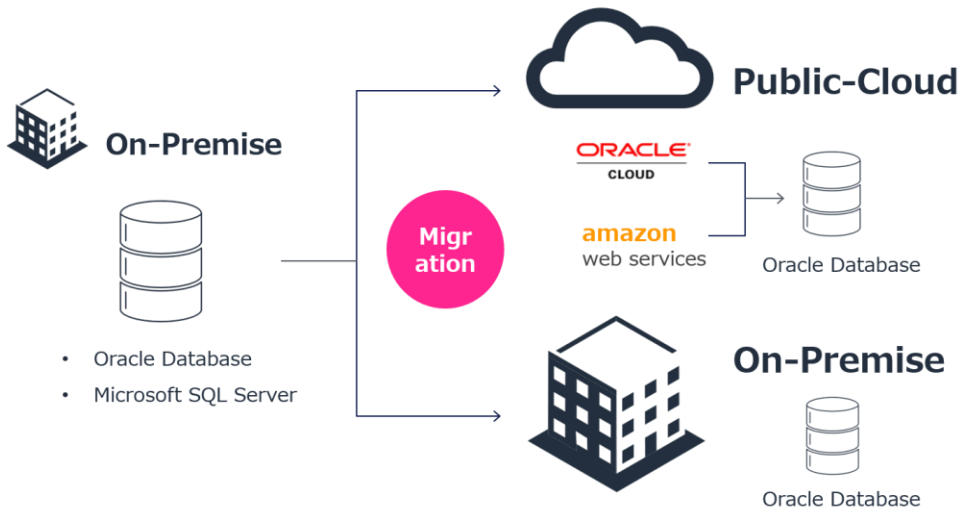 On-Premise
• Oracle Database
• Microsoft SQL Server
Migr
ation
Public-Cloud
ORACLE®
CLOUD
amazon
web services
Oracle Database
On-Premise
Oracle Database